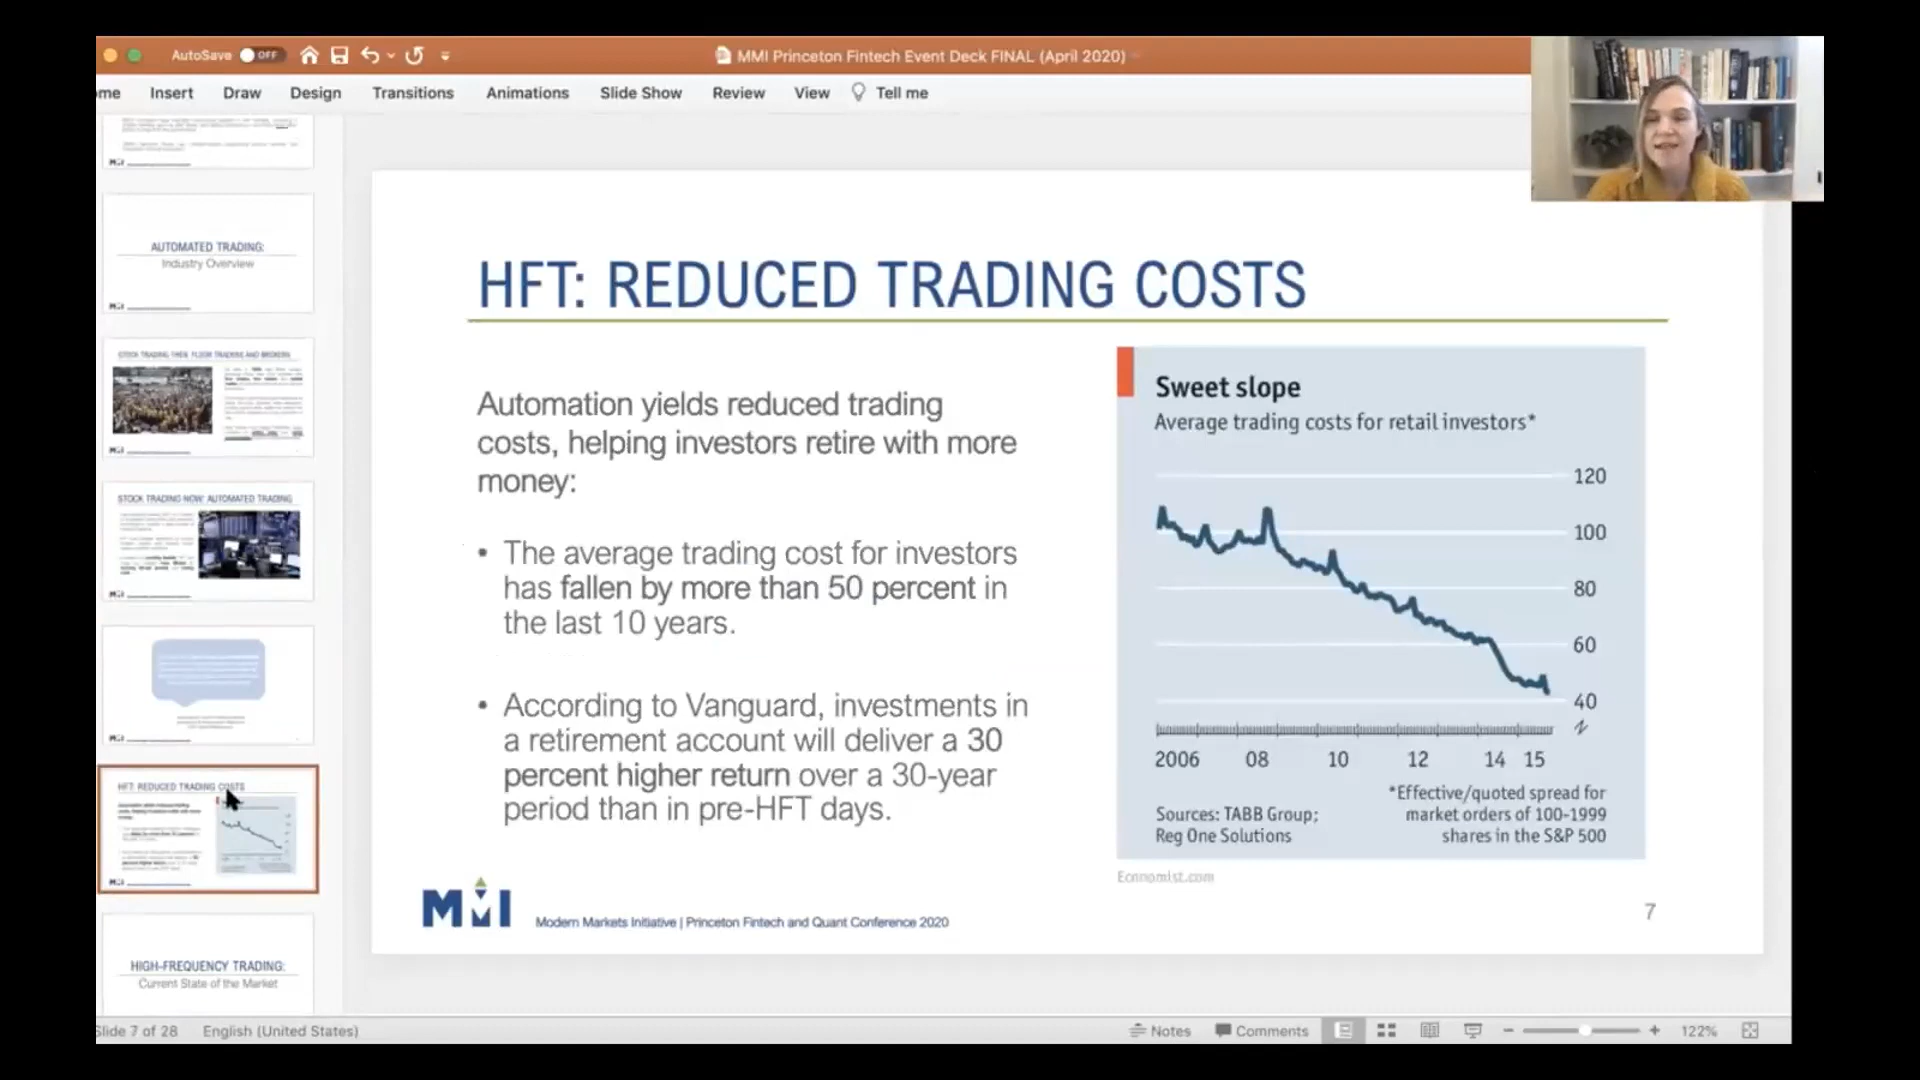 AutoSave OFF
MMI Princeton Fintech Event Deck FINAL (April 2020)
me Insert Draw Design Transitions Animations Slide Show Review View Tell me
AUTOMATED TRADING:
Industry Overview
STOCK TRADING THEN: FLOOR TRADERS AND BROKERS
STOCK TRADING NOW: AUTOMATED TRADING
HFT: REDUCED TRADING COSTS
HIGH-FREQUENCY TRADING:
Current State of the Market
HFT: REDUCED TRADING COSTS
Automation yields reduced trading
costs, helping investors retire with more
money:
• The average trading cost for investors
has fallen by more than 50 percent in
the last 10 years.
• According to Vanguard, investments in
a retirement account will deliver a 30
percent higher return over a 30-year
period than in pre-HFT days.
Sweet slope
Average trading costs for retail investors*
120
100
80
60
40
2006 08 10 12 14 15
*Effective/quoted spread for
market orders of 100-1999
shares in the S&P 500
Sources: TABB Group;
Reg One Solutions
Economist.com
MMI
Modern Markets Initiative | Princeton Fintech and Quant Conference 2020
7
Slide 7 of 28 English (United States)
Notes Comments 122%